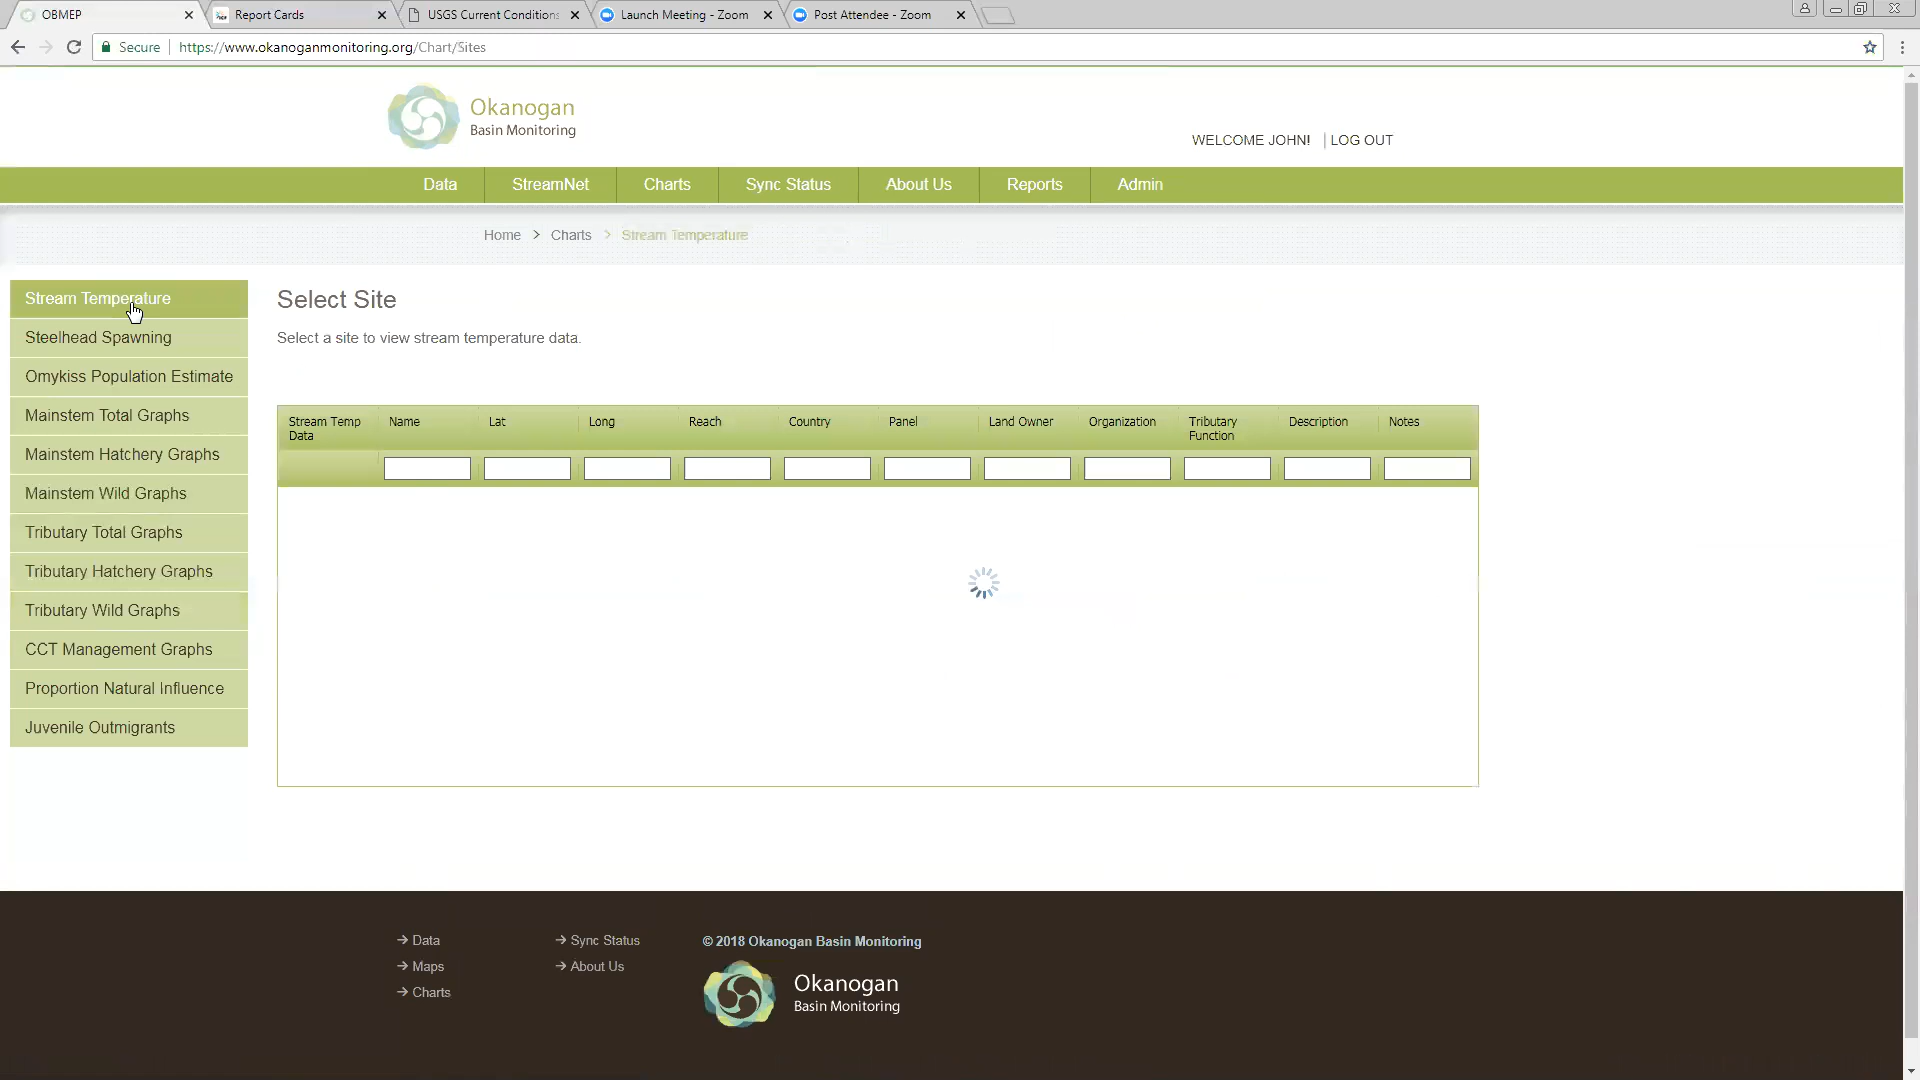 OBMEP
Report Cards
USGS Current Conditions
Launch Meeting - Zoom
Post Attendee - Zoom
Secure
https://www.okanoganmonitoring.org/Chart/Sites
Okanogan
Basin Monitoring
WELCOME JOHN! | LOG OUT
Data StreamNet Charts Sync Status About Us Reports Admin
Home > Charts > Stream Temperature
Stream Temperature
Steelhead Spawning
Omykiss Population Estimate
Mainstem Total Graphs
Mainstem Hatchery Graphs
Mainstem Wild Graphs
Tributary Total Graphs
Tributary Hatchery Graphs
Tributary Wild Graphs
CCT Management Graphs
Proportion Natural Influence
Juvenile Outmigrants
Select Site
Select a site to view stream temperature data.
Stream Temp
Data
Name
Lat
Long
Reach
Country
Panel
Land Owner
Organization
Tributary
Function
Description
Notes
→ Data
→ Maps
→ Charts
→ Sync Status
→ About Us
© 2018 Okanogan Basin Monitoring
Okanogan
Basin Monitoring